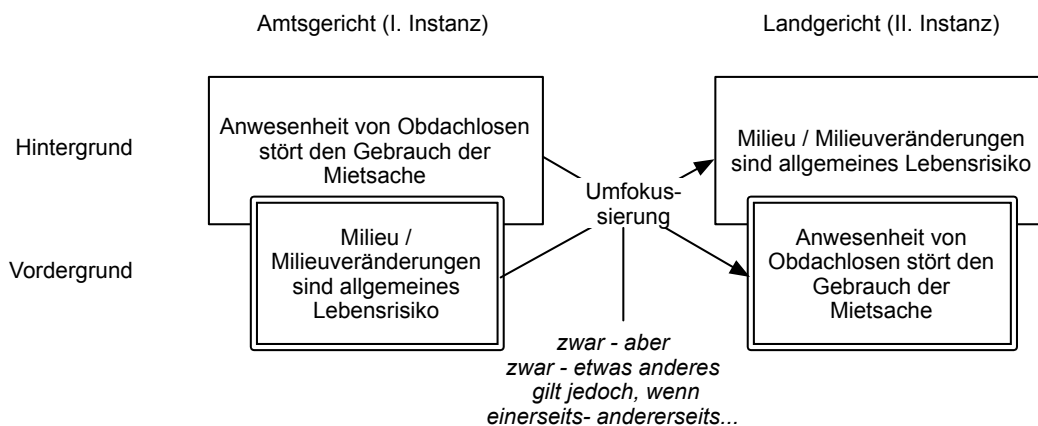 Amtsgericht (I. Instanz)
Landgericht (II. Instanz)
Hintergrund
Anwesenheit von Obdachlosen
stört den Gebrauch der
Mietsache
Milieu / Milieuveränderungen
sind allgemeines Lebensrisiko
Umfokus-
sierung
Vordergrund
Milieu /
Milieuveränderungen
sind allgemeines
Lebensrisiko
Anwesenheit von
Obdachlosen stört den
Gebrauch der
Mietsache
zwar - aber
zwar - etwas anderes
gilt jedoch, wenn
einerseits- andererseits...